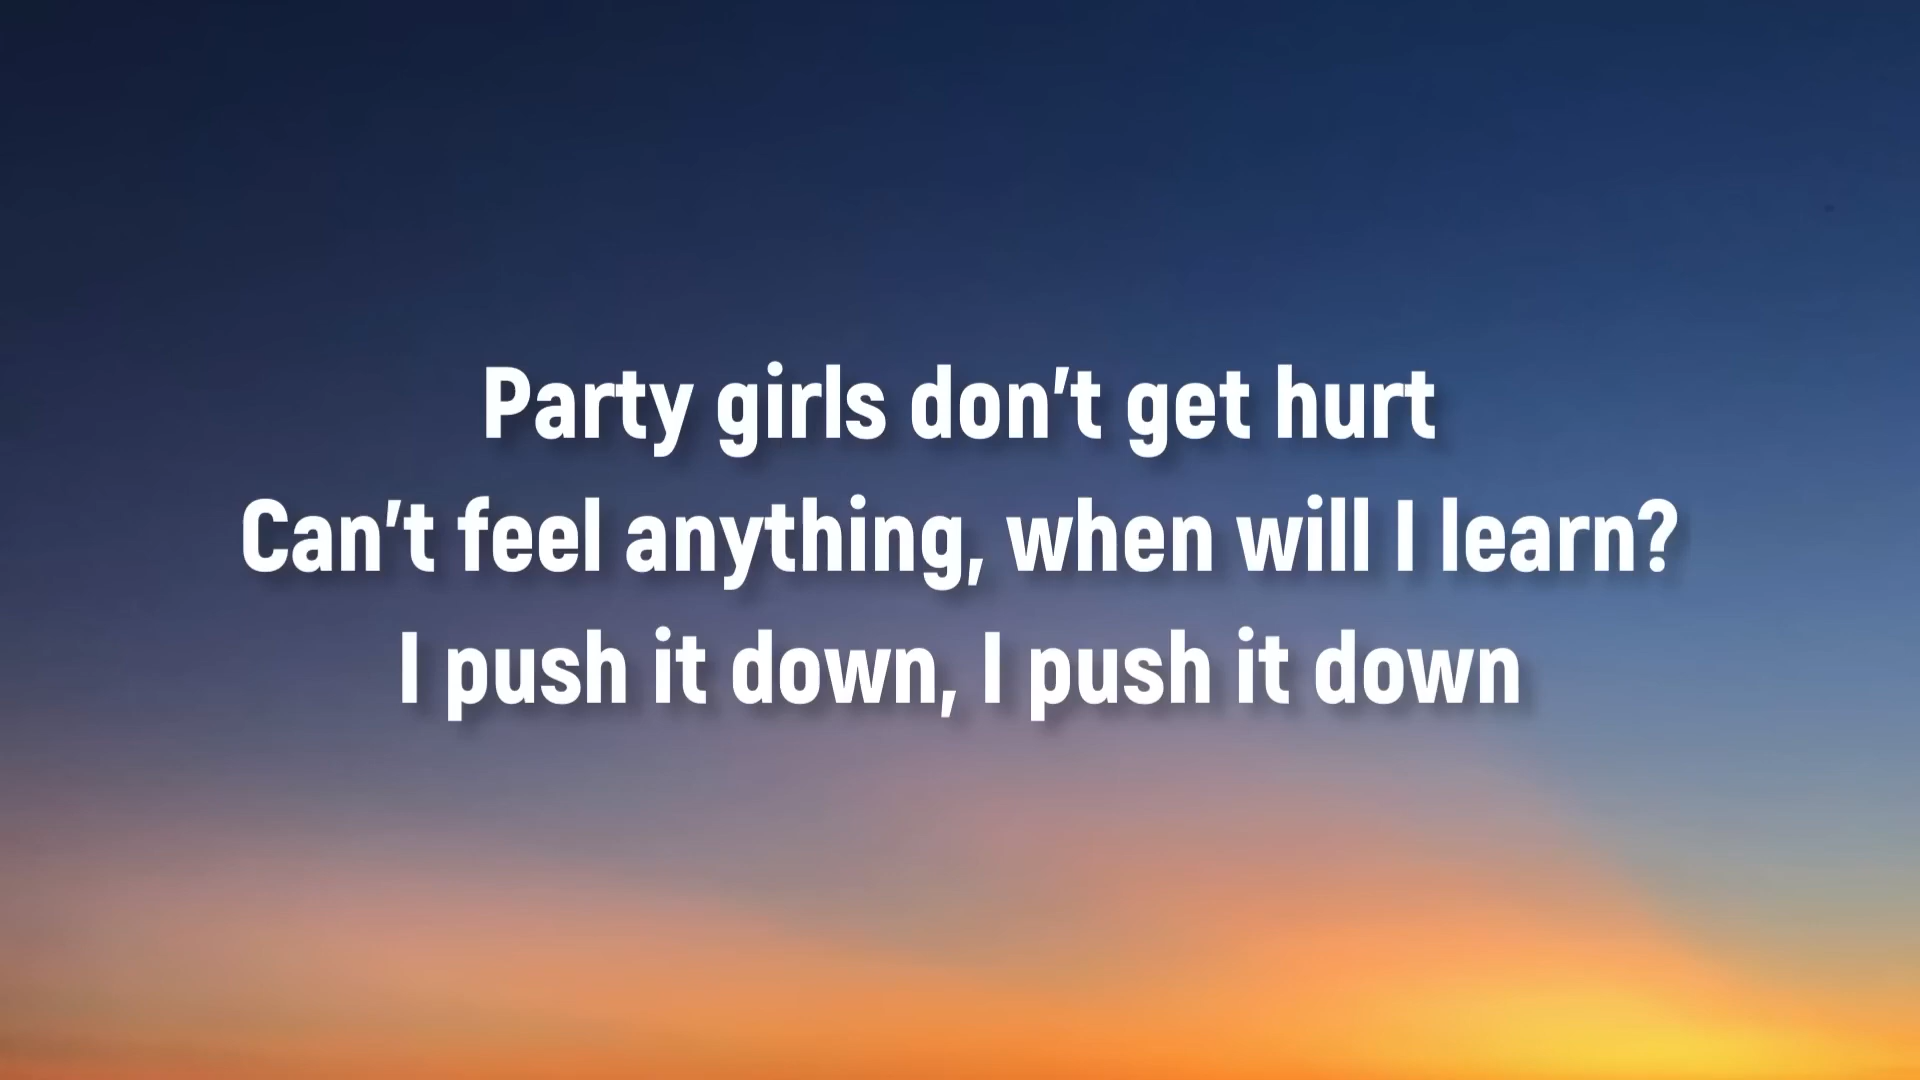 Party girls don’t get hurt
Can’t feel anything, when will I learn?
I push it down, I push it down